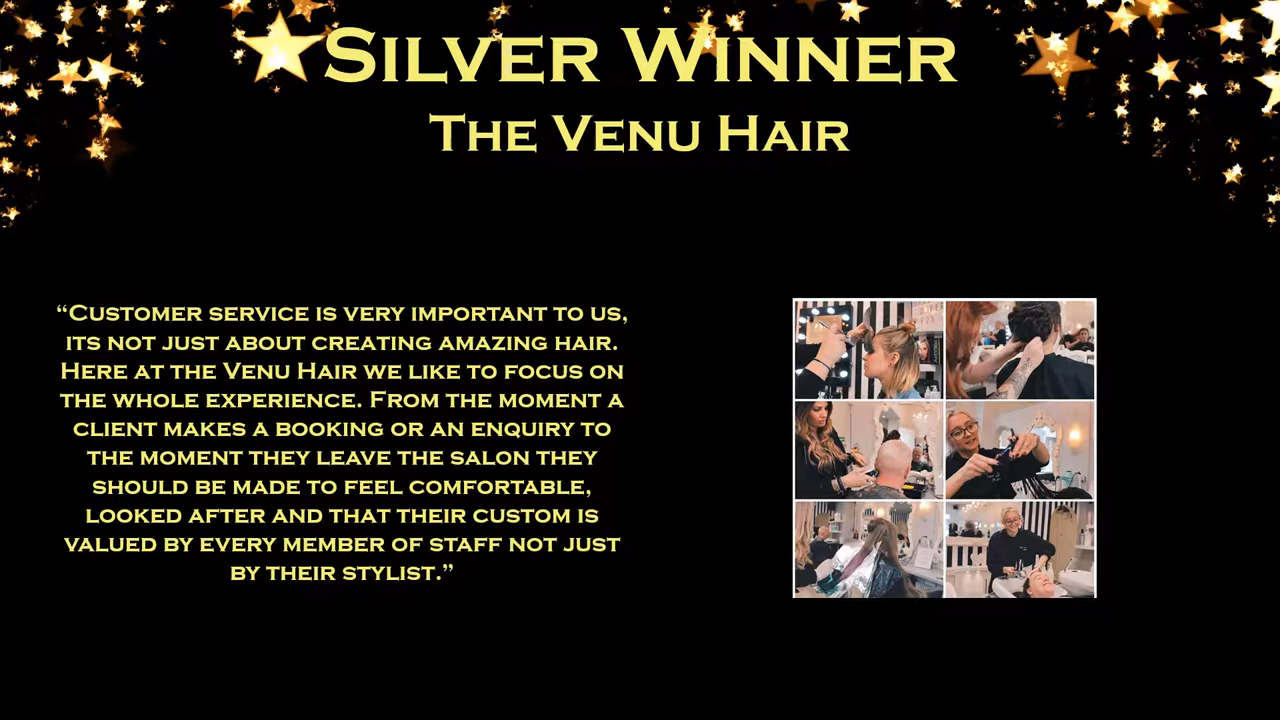 Silver Winner
The Venu Hair
“Customer service is very important to us,
its not just about creating amazing hair.
Here at the Venu Hair we like to focus on
the whole experience. From the moment a
client makes a booking or an enquiry to
the moment they leave the salon they
should be made to feel comfortable,
looked after and that their custom is
valued by every member of staff not just
by their stylist.”